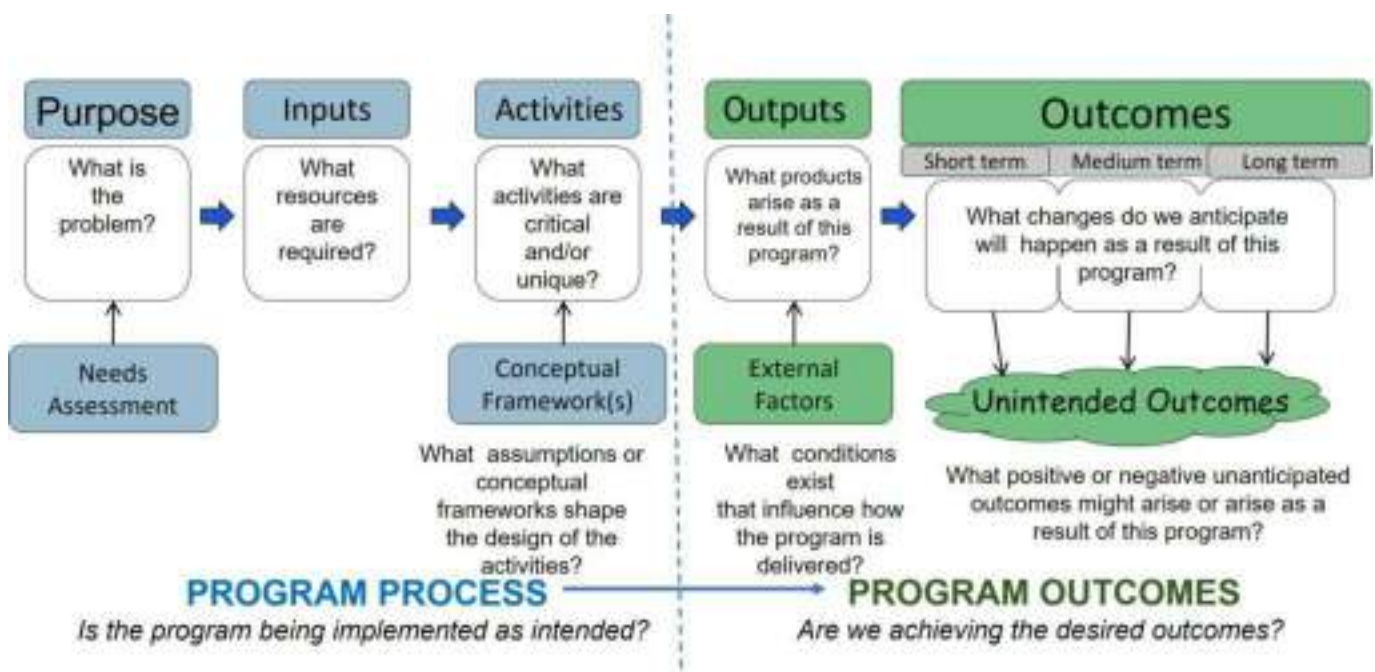 Purpose
Inputs
Activities
Outputs
Outcomes
Short term
Medium term
Long term
What is
the
problem?
What
resources
are
required?
What
activities are
critical
and/or
unique?
What products
arise as a
result of this
program?
What changes do we anticipate
will happen as a result of this
program?
Needs
Assessment
Conceptual
Framework(s)
External
Factors
Unintended Outcomes
What assumptions or
conceptual
frameworks shape
the design of the
activities?
What conditions
exist
that influence how
the program is
delivered?
What positive or negative unanticipated
outcomes might arise or arise as a
result of this program?
PROGRAM PROCESS
Is the program being implemented as intended?
PROGRAM OUTCOMES
Are we achieving the desired outcomes?